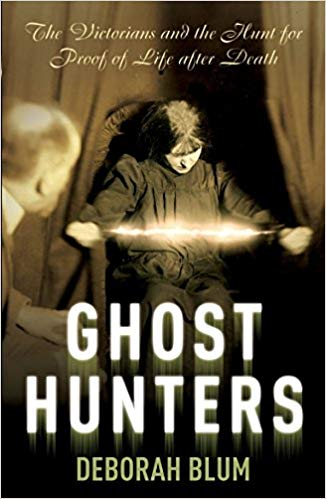 The Victorians and the Hunt for
Proof of Life after Death
GHOST
HUNTERS
DEBORAH BLUM